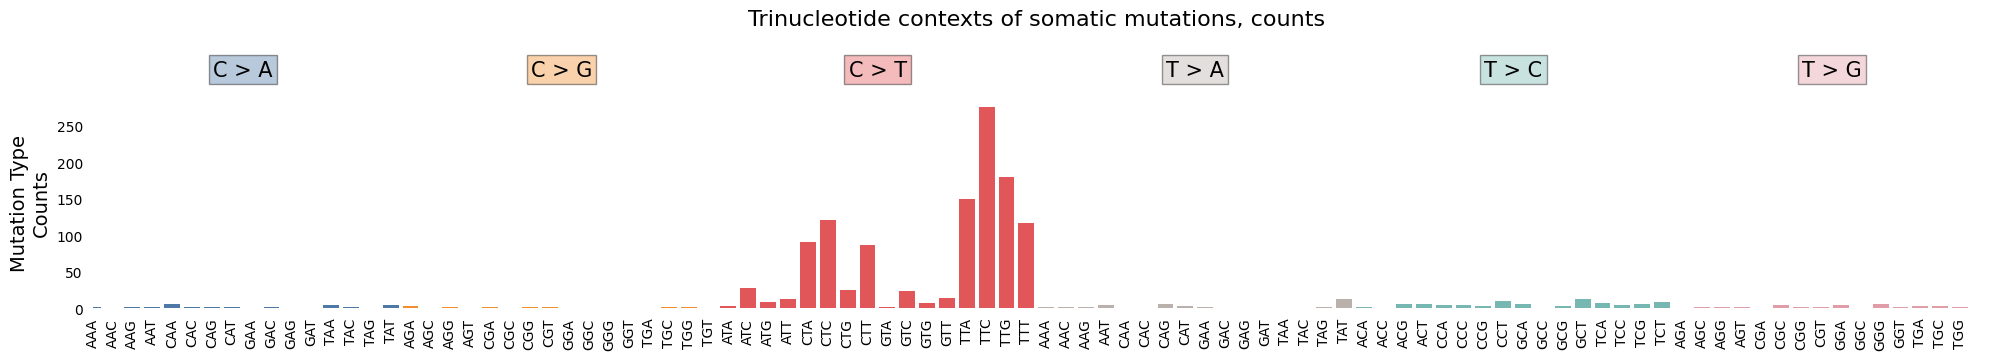 Trinucleotide contexts of somatic mutations, counts
C > A C > G C > T T > A T > C T > G
Mutation Type
Counts
250
200
150
100
50
0
AAA AAC AAG AAT CAA CAC CAG CAT GAA GAC GAG GAT TAA TAC TAG TAT AGA AGC AGG AGT CGA CGC CGG CGT GGA GGC GGG GGT TGA TGC TGG TGT ATA ATC ATG ATT CTA CTC CTG CTT GTA GTC GTG GTT TTA TTC TTG TTT AAA AAC AAG AAT CAA CAC CAG CAT GAA GAC GAG GAT TAA TAC TAG TAT ACA ACC ACG ACT CCA CCC CCG CCT GCA GCC GCG GCT TCA TCC TCG TCT AGA AGC AGG AGT CGA CGC CGG CGT GGA GGC GGG GGT TGA TGC TGG